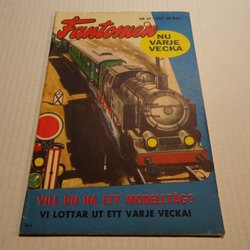 Fantomen
NU
VARJE
VECKA
VILL DU HA ETT MODELLTÅG?
VI LOTTAR UT ETT VARJE VECKA!